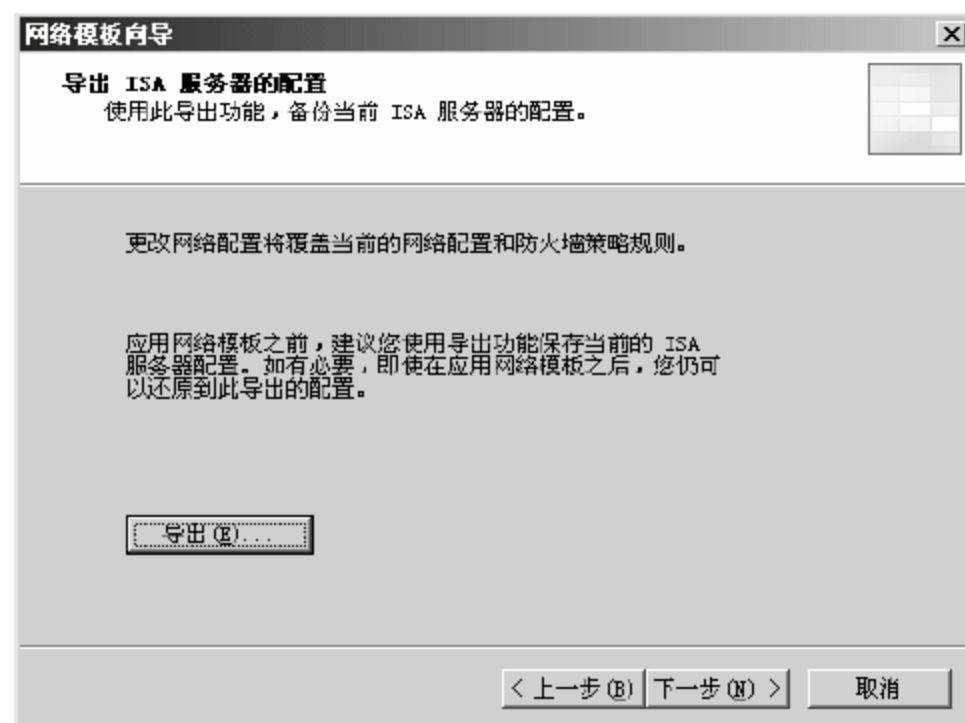 网络模板向导
导出 ISA 服务器的配置
使用此导出功能，备份当前 ISA 服务器的配置。
更改网络配置将覆盖当前的网络配置和防火墙策略规则。
应用网络模板之前，建议您使用导出功能保存当前的 ISA
服务器配置。如有必要，即使在应用网络模板之后，您仍可
以还原到此导出的配置。
导出(E)...
< 上一步(B) 下一步(N) > 取消